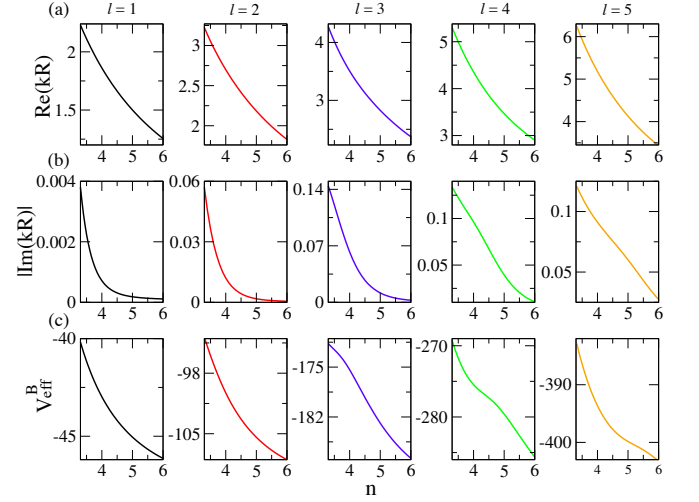 (a) l = 1 l = 2 l = 3 l = 4 l = 5
Re(kR)
2 1.5
3 2.5 2
4 3
5 4 3
6 5 4
4 5 6 4 5 6 4 5 6 4 5 6 4 5 6
(b)
|Im(kR)|
0.004 0.002 0
0.06 0.03 0
0.14 0.07 0
0.1 0.05
0.1 0.05
4 5 6 4 5 6 4 5 6 4 5 6 4 5 6
(c)
V_eff^B
-40 -45
-98 -105
-175 -182
-270 -280
-390 -400
4 5 6 4 5 6 4 5 6 4 5 6 4 5 6
n